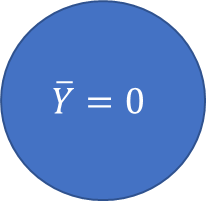 Ȳ = 0